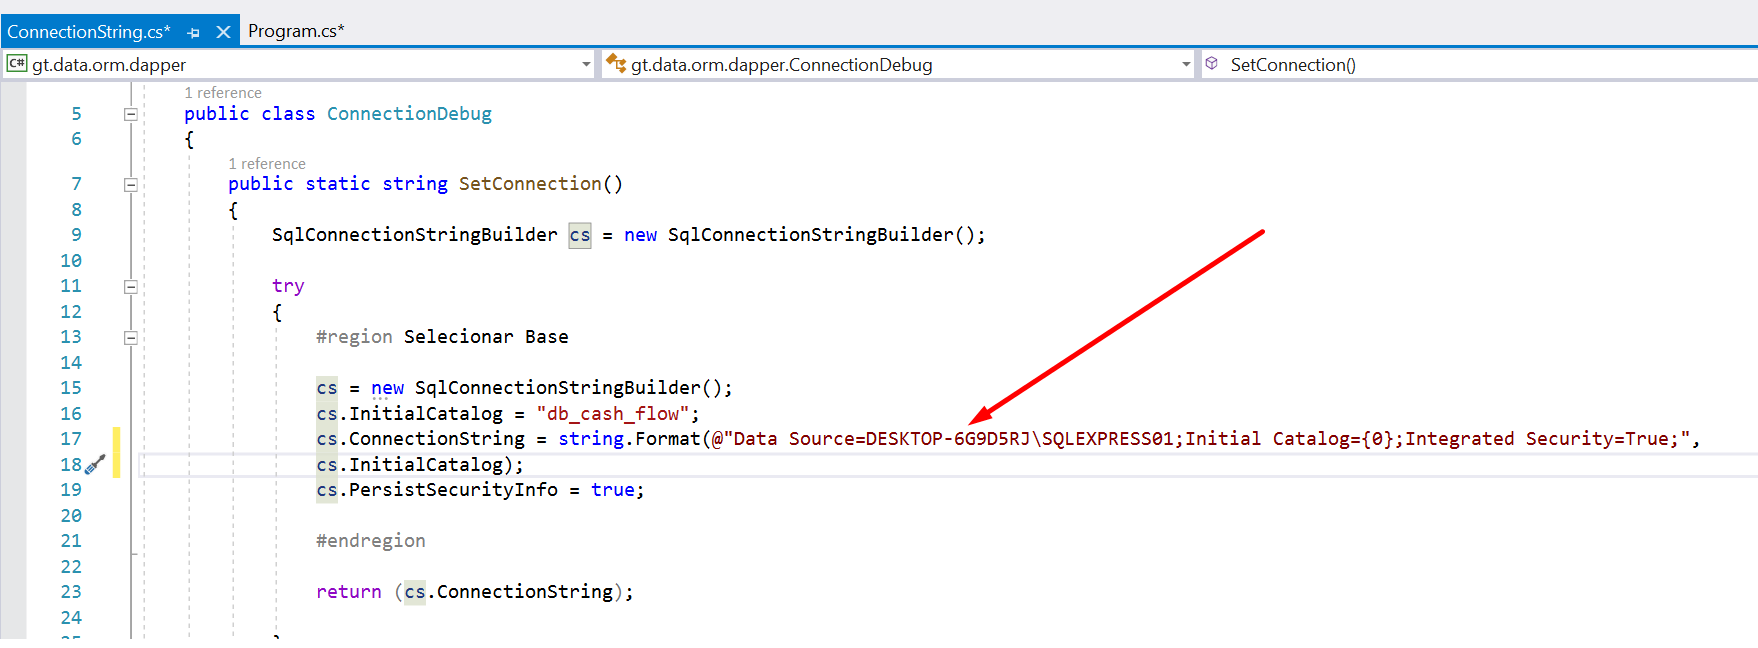 ConnectionString.cs* Program.cs*
C# gt.data.orm.dapper gt.data.orm.dapper.ConnectionDebug SetConnection()
1 reference
5 public class ConnectionDebug
6 {
1 reference
7 public static string SetConnection()
8 {
9 SqlConnectionStringBuilder cs = new SqlConnectionStringBuilder();
10
11 try
12 {
13 #region Selecionar Base
14
15 cs = new SqlConnectionStringBuilder();
16 cs.InitialCatalog = "db_cash_flow";
17 cs.ConnectionString = string.Format(@"Data Source=DESKTOP-6G9D5RJ\SQLEXPRESS01;Initial Catalog={0};Integrated Security=True;",
18 cs.InitialCatalog);
19 cs.PersistSecurityInfo = true;
20
21 #endregion
22
23 return (cs.ConnectionString);
24